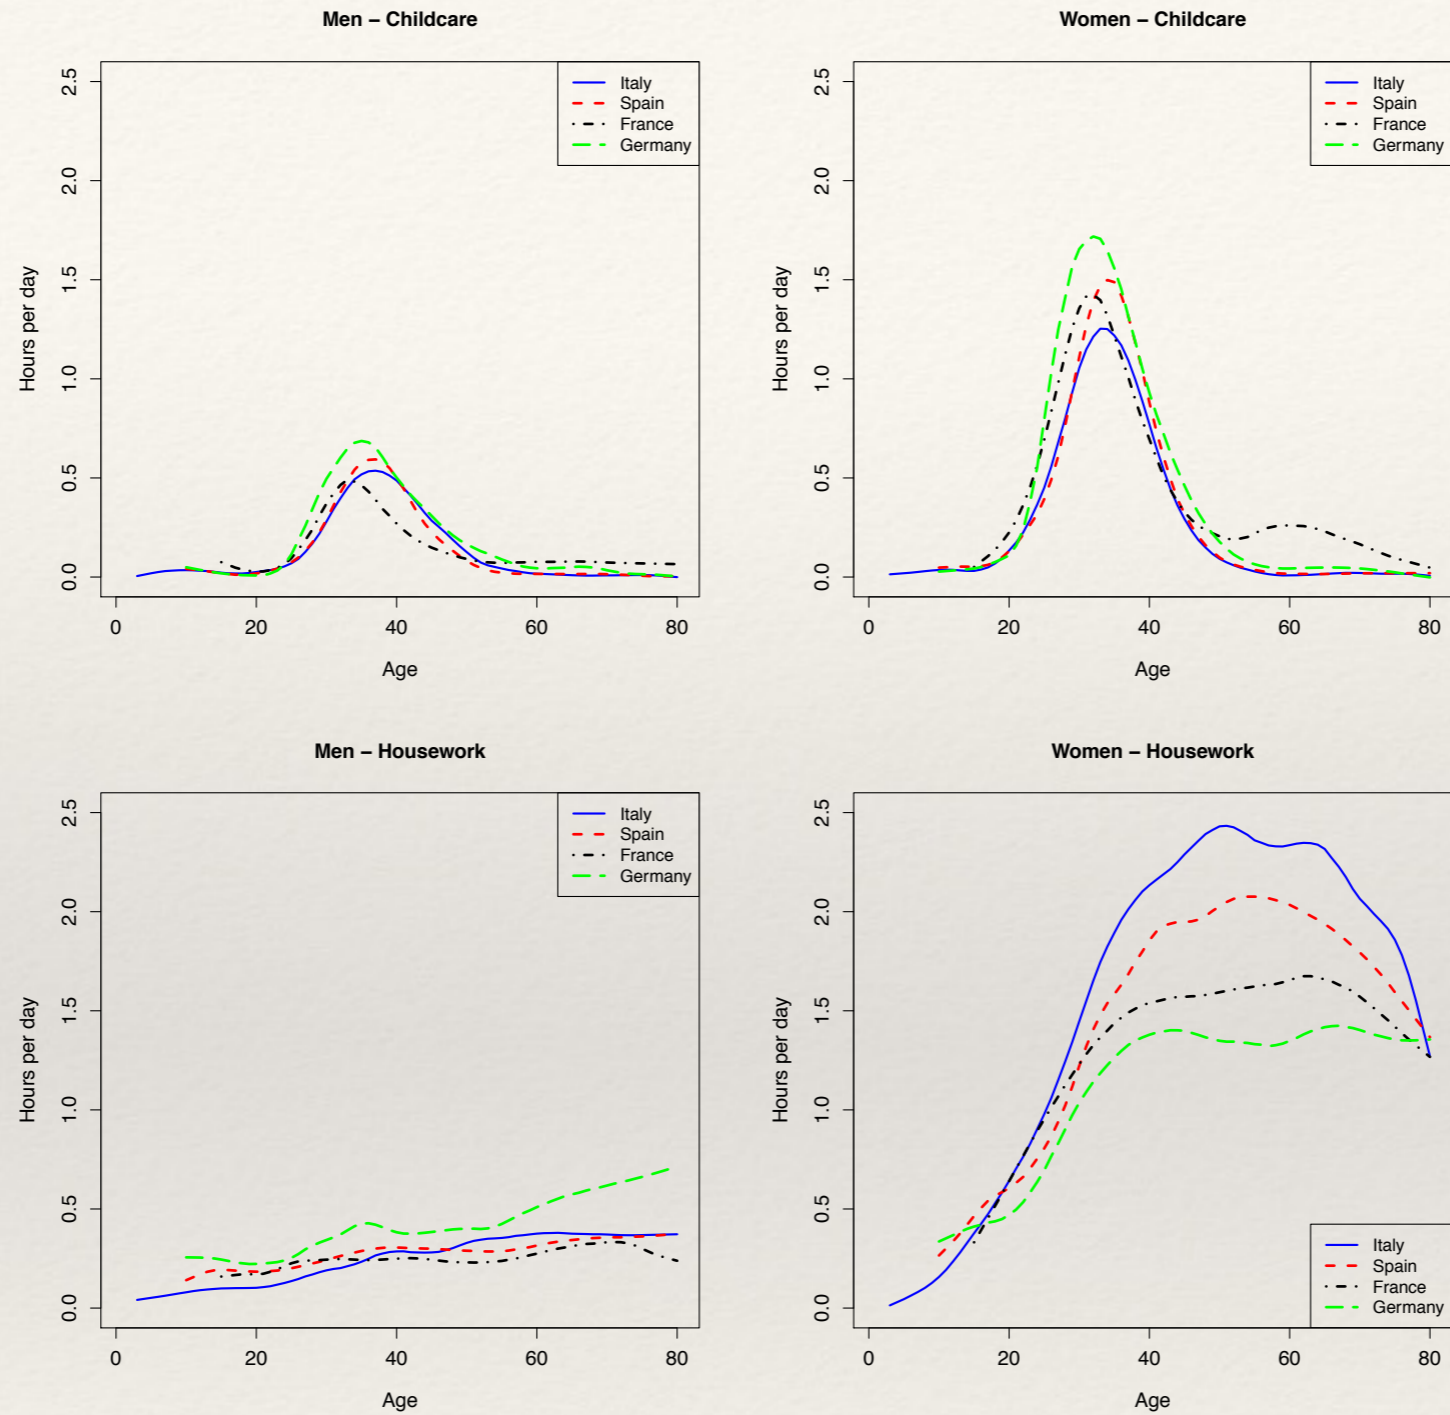 Men – Childcare
Hours per day
2.5
2.0
1.5
1.0
0.5
0.0
Italy
Spain
France
Germany
0 20 40 60 80
Age
Women – Childcare
Hours per day
2.5
2.0
1.5
1.0
0.5
0.0
Italy
Spain
France
Germany
0 20 40 60 80
Age
Men – Housework
Hours per day
2.5
2.0
1.5
1.0
0.5
0.0
Italy
Spain
France
Germany
0 20 40 60 80
Age
Women – Housework
Hours per day
2.5
2.0
1.5
1.0
0.5
0.0
Italy
Spain
France
Germany
0 20 40 60 80
Age